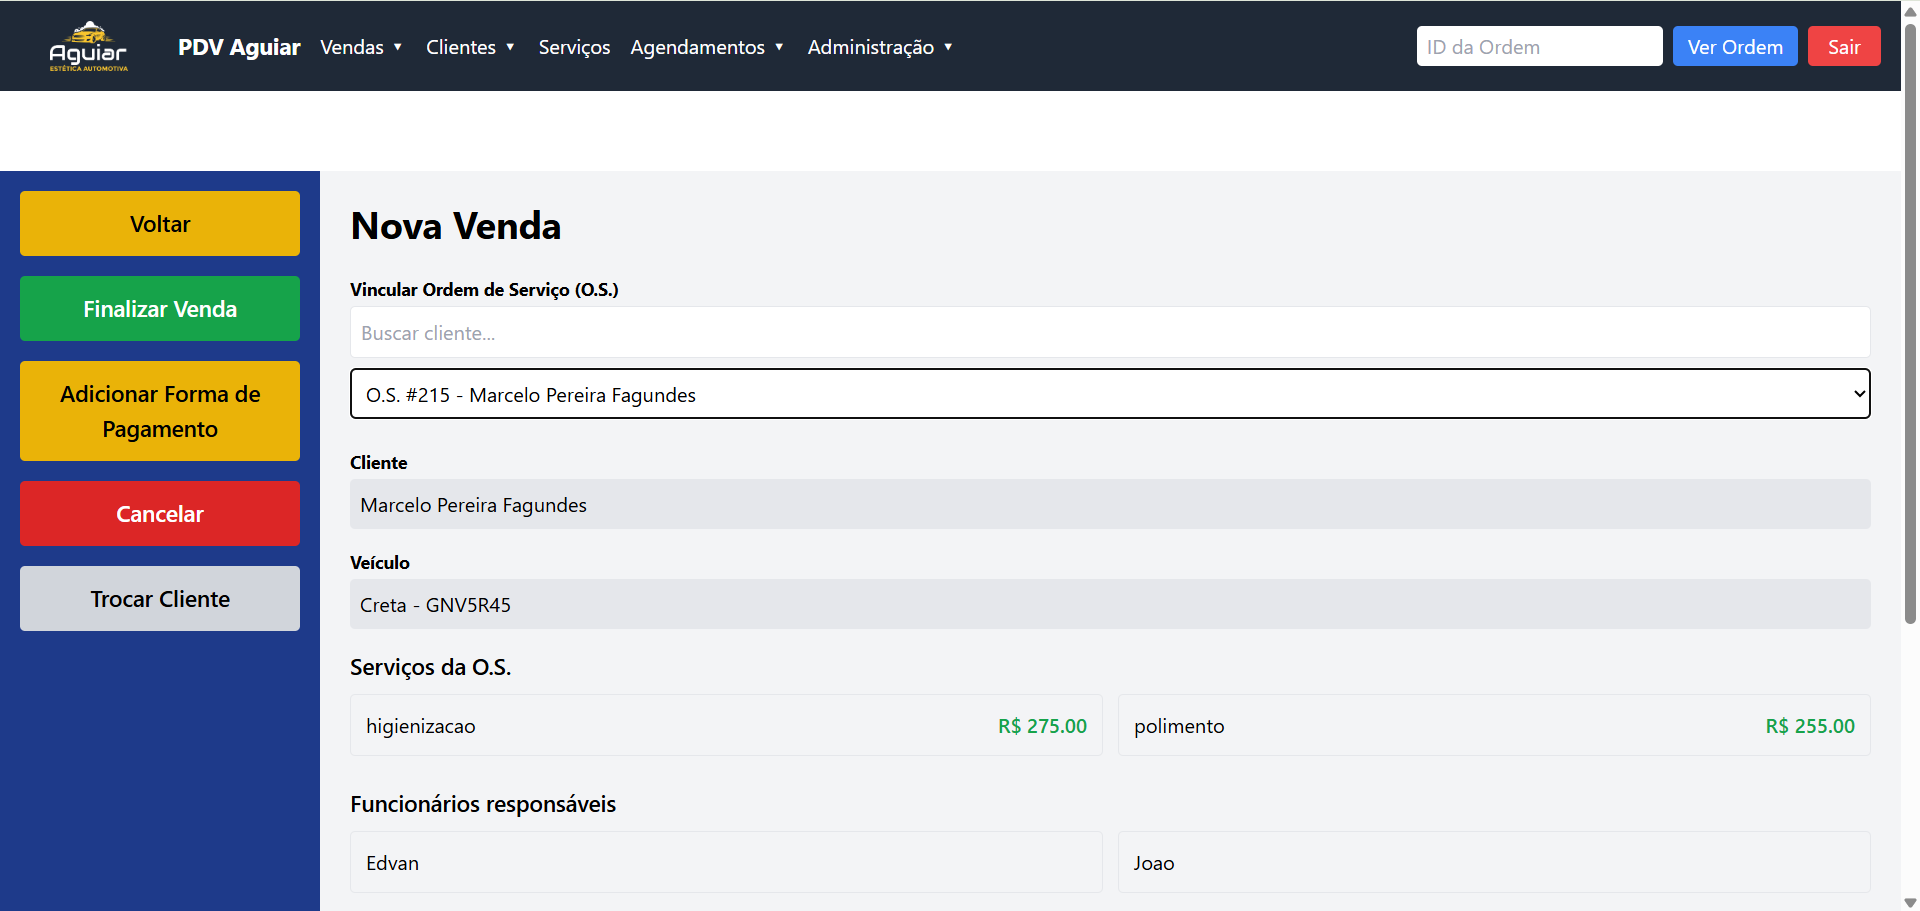 Aguiar
ESTÉTICA AUTOMOTIVA
PDV Aguiar
Vendas ▼
Clientes ▼
Serviços
Agendamentos ▼
Administração ▼
ID da Ordem
Ver Ordem
Sair
Voltar
Finalizar Venda
Adicionar Forma de
Pagamento
Cancelar
Trocar Cliente
Nova Venda
Vincular Ordem de Serviço (O.S.)
Buscar cliente...
O.S. #215 - Marcelo Pereira Fagundes
Cliente
Marcelo Pereira Fagundes
Veículo
Creta - GNV5R45
Serviços da O.S.
higienizacao R$ 275.00
polimento R$ 255.00
Funcionários responsáveis
Edvan
Joao